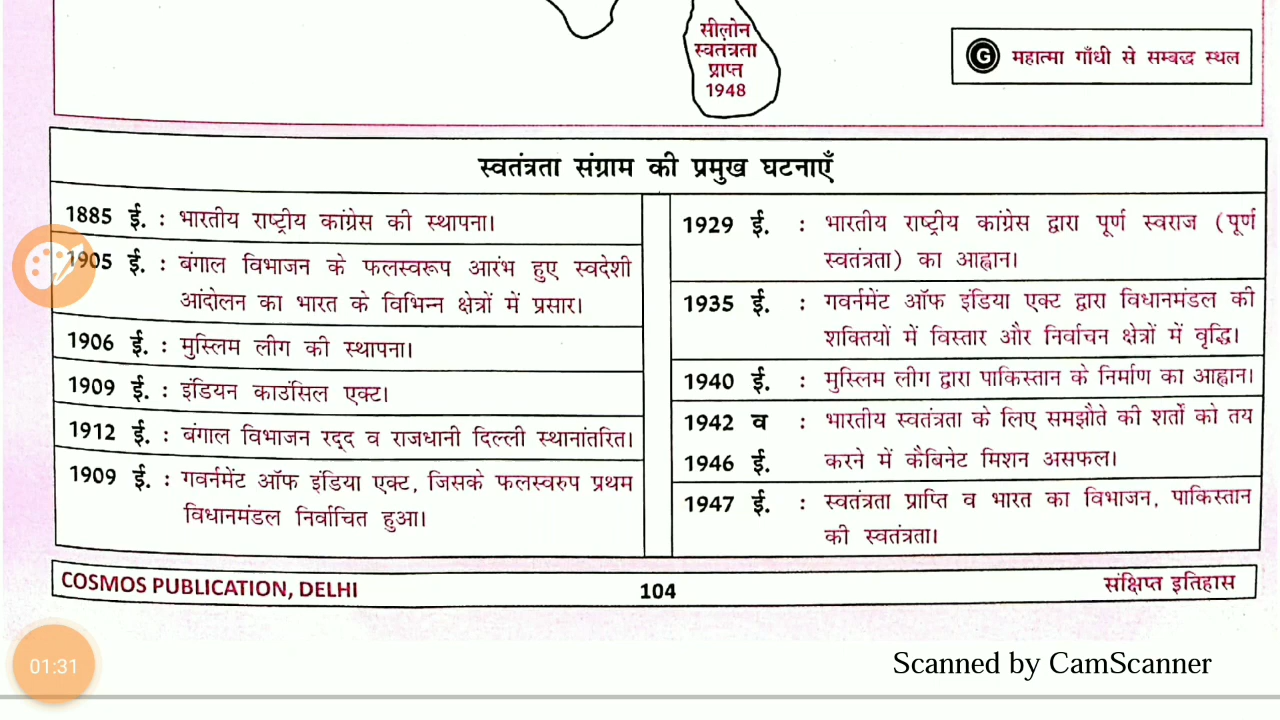 सीलोन
स्वतंत्रता
प्राप्त
1948
G महात्मा गाँधी से सम्बद्ध स्थल
स्वतंत्रता संग्राम की प्रमुख घटनाएँ
1885 ई. : भारतीय राष्ट्रीय कांग्रेस की स्थापना।
1905 ई. : बंगाल विभाजन के फलस्वरूप आरंभ हुए स्वदेशी
आंदोलन का भारत के विभिन्न क्षेत्रों में प्रसार।
1906 ई. : मुस्लिम लीग की स्थापना।
1909 ई. : इंडियन काउंसिल एक्ट।
1912 ई. : बंगाल विभाजन रद्द व राजधानी दिल्ली स्थानांतरित।
1909 ई. : गवर्नमेंट ऑफ इंडिया एक्ट, जिसके फलस्वरुप प्रथम
विधानमंडल निर्वाचित हुआ।
1929 ई. : भारतीय राष्ट्रीय कांग्रेस द्वारा पूर्ण स्वराज (पूर्ण
स्वतंत्रता) का आह्वान।
1935 ई. : गवर्नमेंट ऑफ इंडिया एक्ट द्वारा विधानमंडल की
शक्तियों में विस्तार और निर्वाचन क्षेत्रों में वृद्धि।
1940 ई. : मुस्लिम लीग द्वारा पाकिस्तान के निर्माण का आह्वान।
1942 व : भारतीय स्वतंत्रता के लिए समझौते की शर्तों को तय
1946 ई. करने में कैबिनेट मिशन असफल।
1947 ई. : स्वतंत्रता प्राप्ति व भारत का विभाजन, पाकिस्तान
की स्वतंत्रता।
COSMOS PUBLICATION, DELHI 104 संक्षिप्त इतिहास
01:31
Scanned by CamScanner